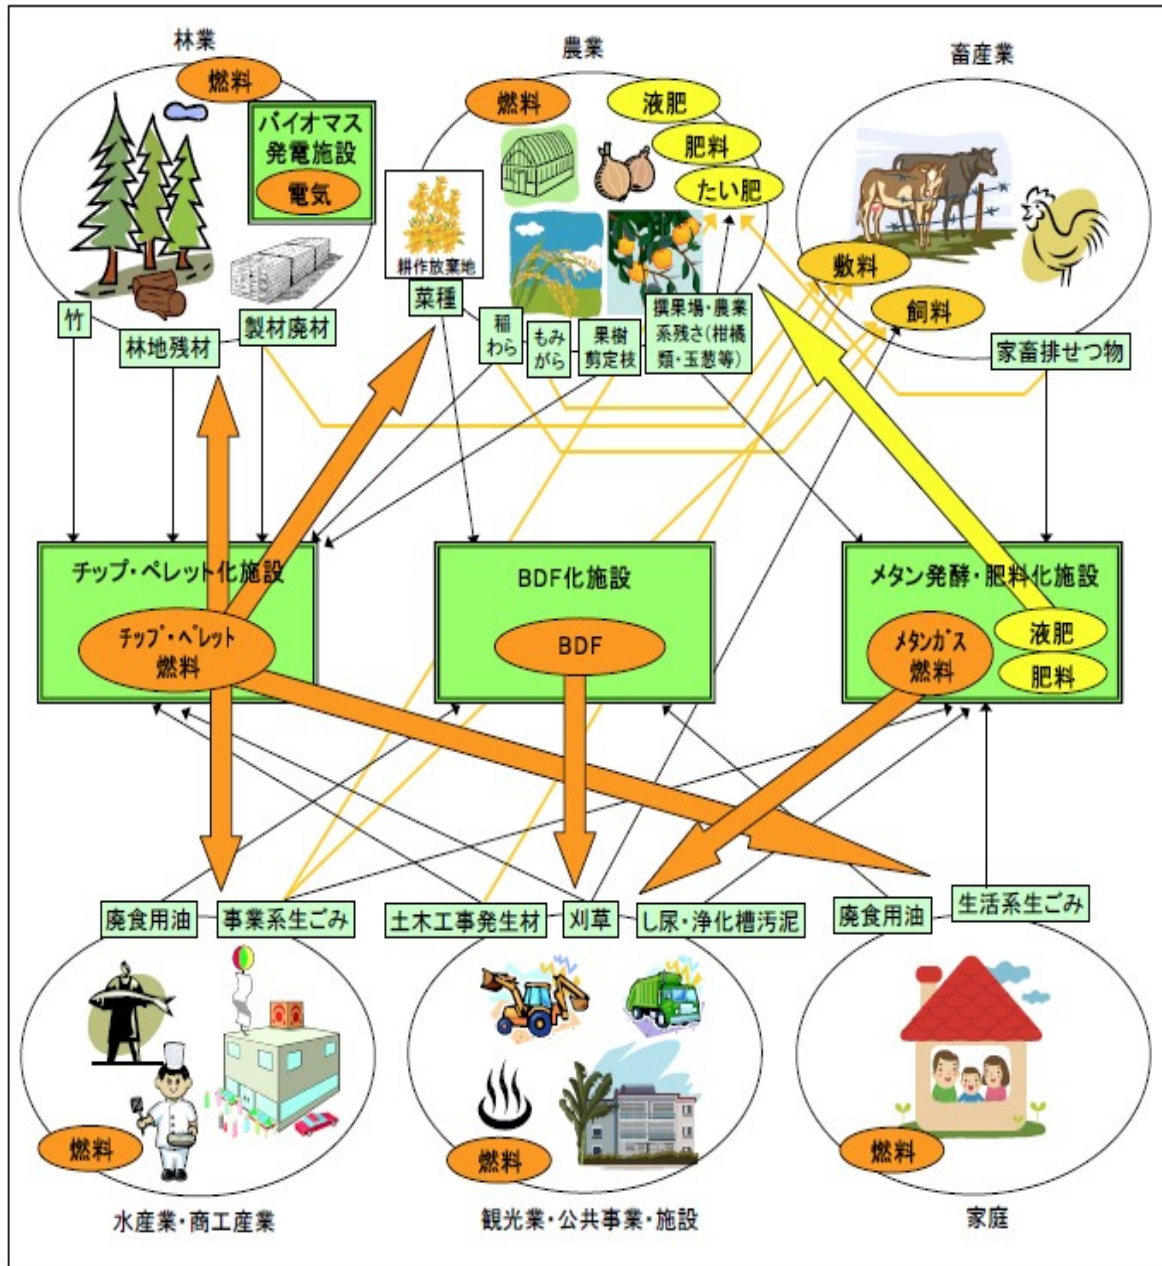 林業
農業
畜産業
燃料
バイオマス
発電施設
電気
燃料
液肥
肥料
たい肥
耕作放棄地
敷料
飼料
竹
林地残材
製材廃材
菜種
稲
わら
もみ
がら
果樹
剪定枝
撰果場・農業
系残さ(柑橘
類・玉葱等)
家畜排せつ物
チップ・ペレット化施設
チップ・ペレット
燃料
BDF化施設
BDF
メタン発酵・肥料化施設
メタンガス
燃料
液肥
肥料
廃食用油
事業系生ごみ
土木工事発生材
刈草
し尿・浄化槽汚泥
廃食用油
生活系生ごみ
燃料
燃料
燃料
水産業・商工産業
観光業・公共事業・施設
家庭